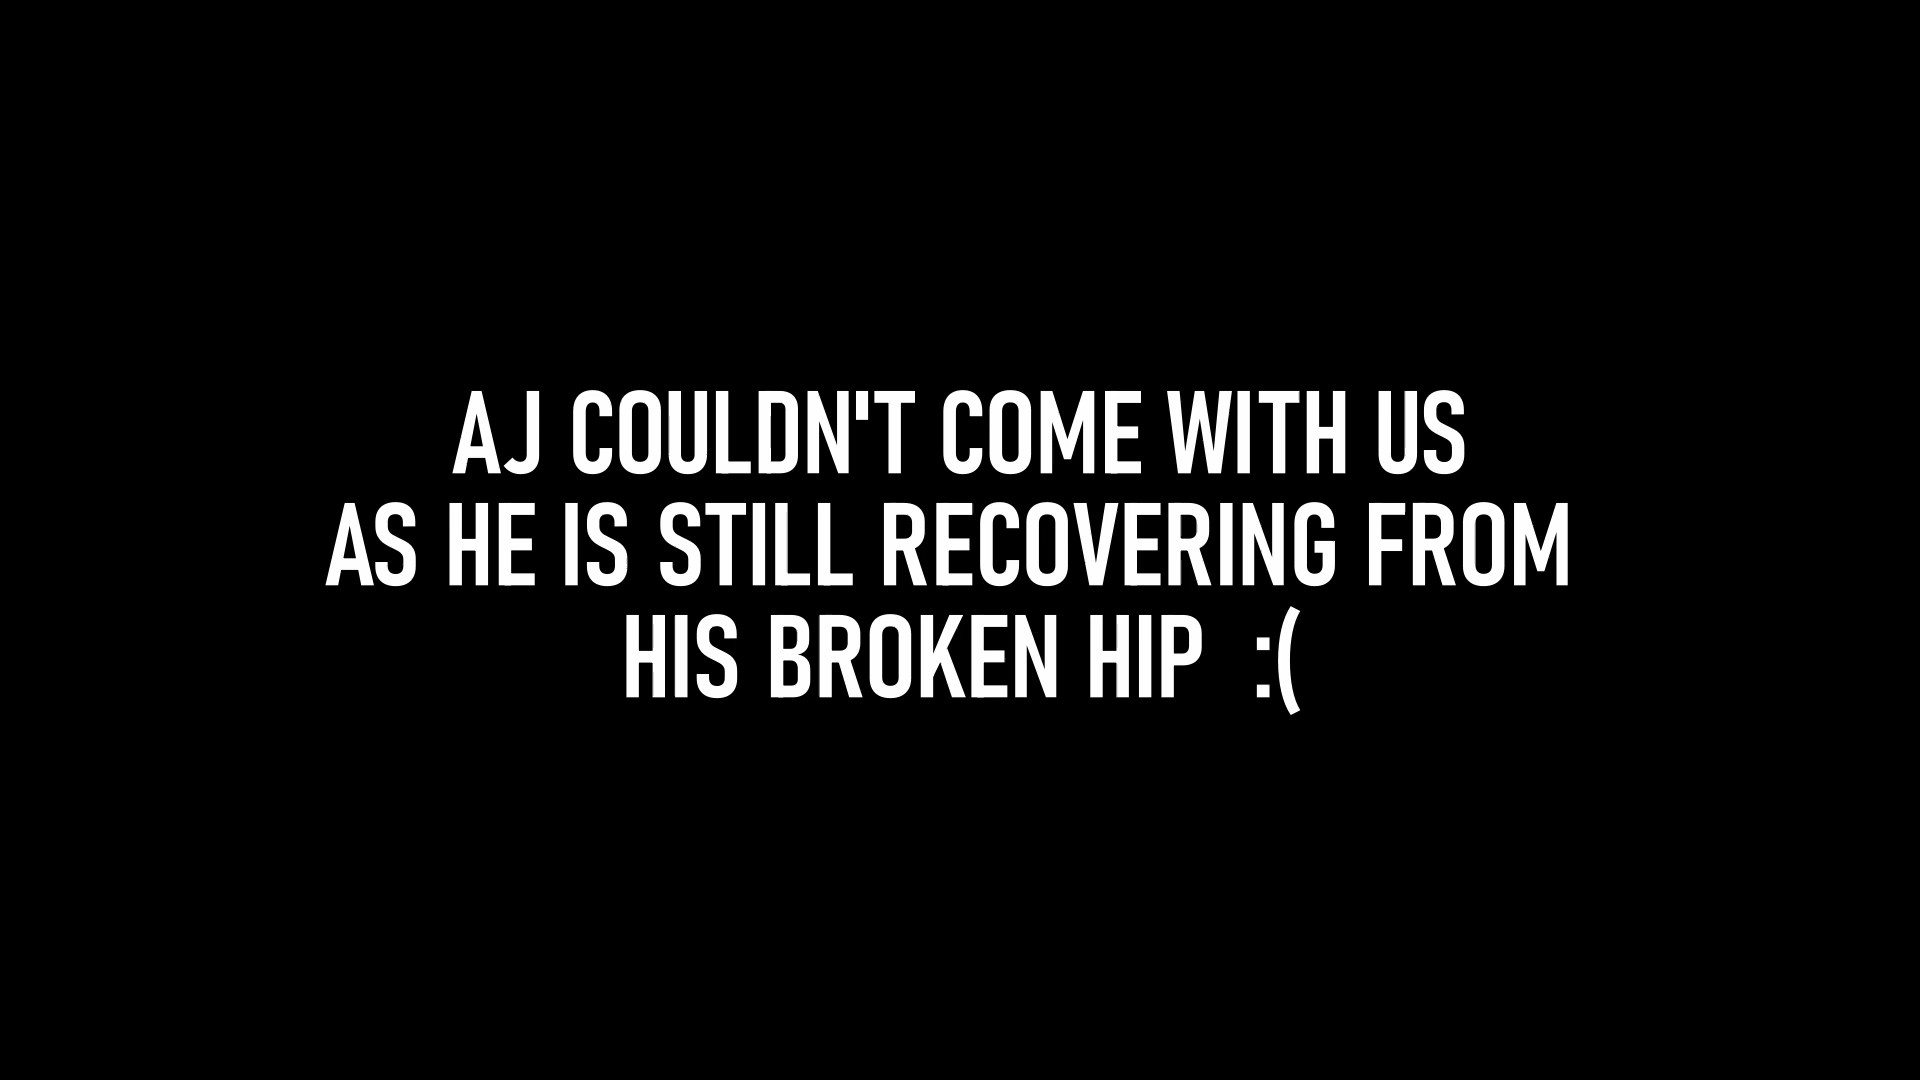 AJ COULDN'T COME WITH US
AS HE IS STILL RECOVERING FROM
HIS BROKEN HIP  :(